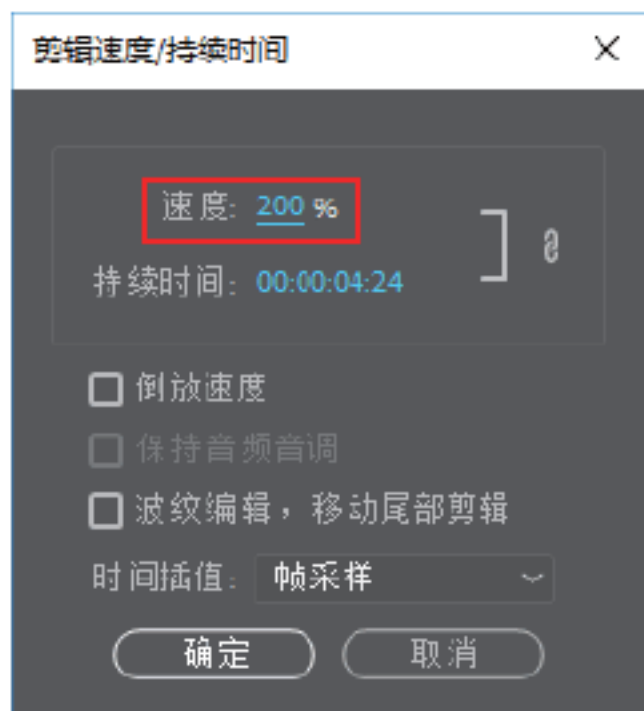 剪辑速度/持续时间
速度: 200 %
持续时间: 00:00:04:24
倒放速度
保持音频音调
波纹编辑，移动尾部剪辑
时间插值: 帧采样
确定 取消